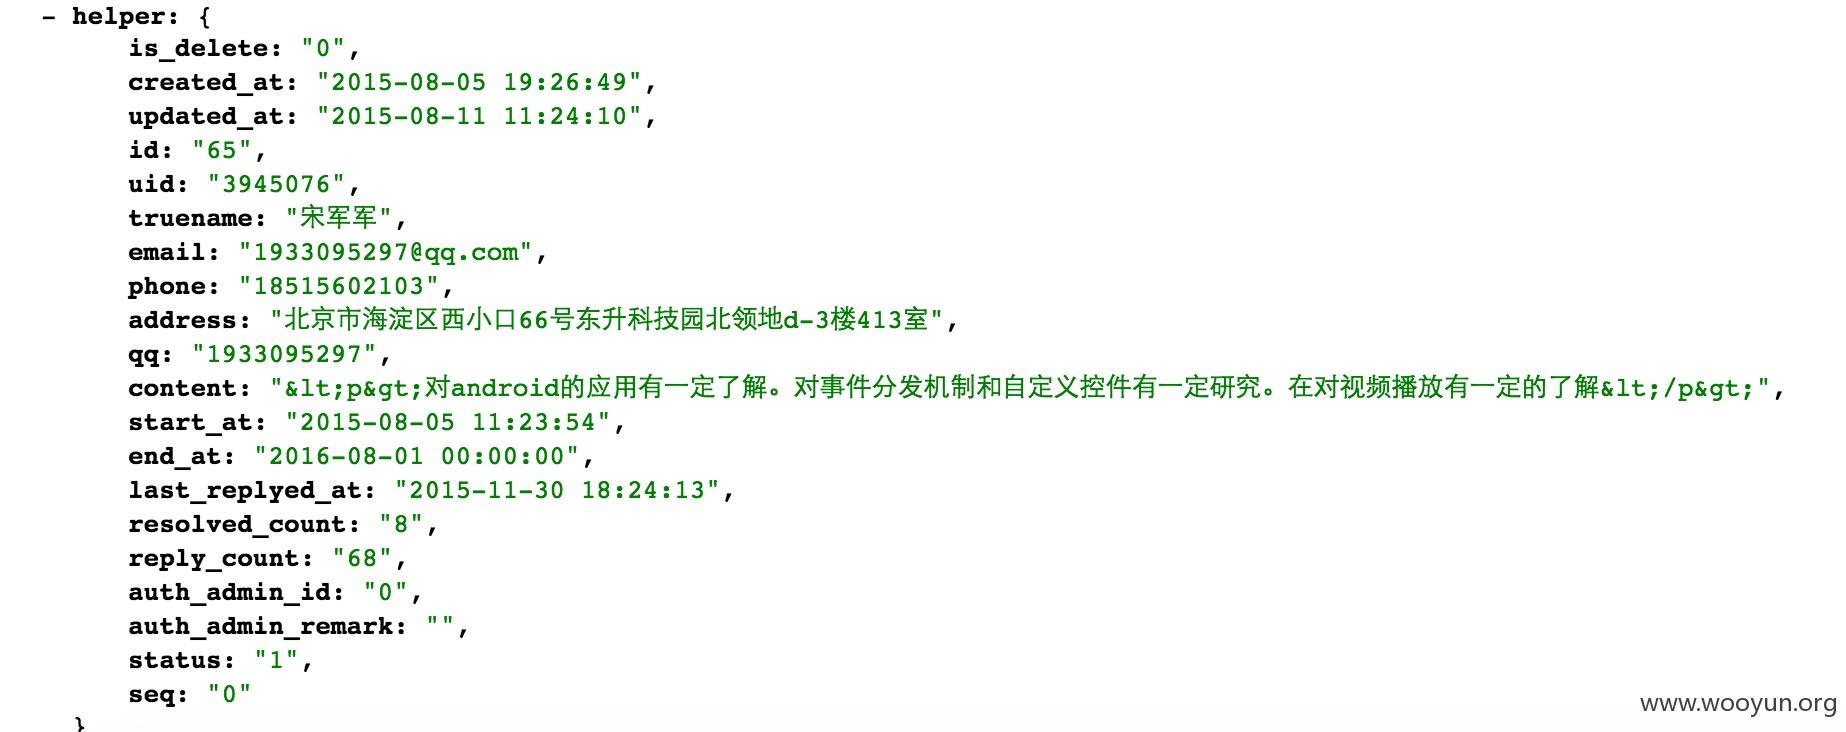 - helper: {
is_delete: "0",
created_at: "2015-08-05 19:26:49",
updated_at: "2015-08-11 11:24:10",
id: "65",
uid: "3945076",
truename: "宋军军",
email: "1933095297@qq.com",
phone: "18515602103",
address: "北京市海淀区西小口66号东升科技园北领地d-3楼413室",
qq: "1933095297",
content: "&lt;p&gt;对android的应用有一定了解。对事件分发机制和自定义控件有一定研究。在对视频播放有一定的了解&lt;/p&gt;",
start_at: "2015-08-05 11:23:54",
end_at: "2016-08-01 00:00:00",
last_replyed_at: "2015-11-30 18:24:13",
resolved_count: "8",
reply_count: "68",
auth_admin_id: "0",
auth_admin_remark: "",
status: "1",
seq: "0"
}
www.wooyun.org